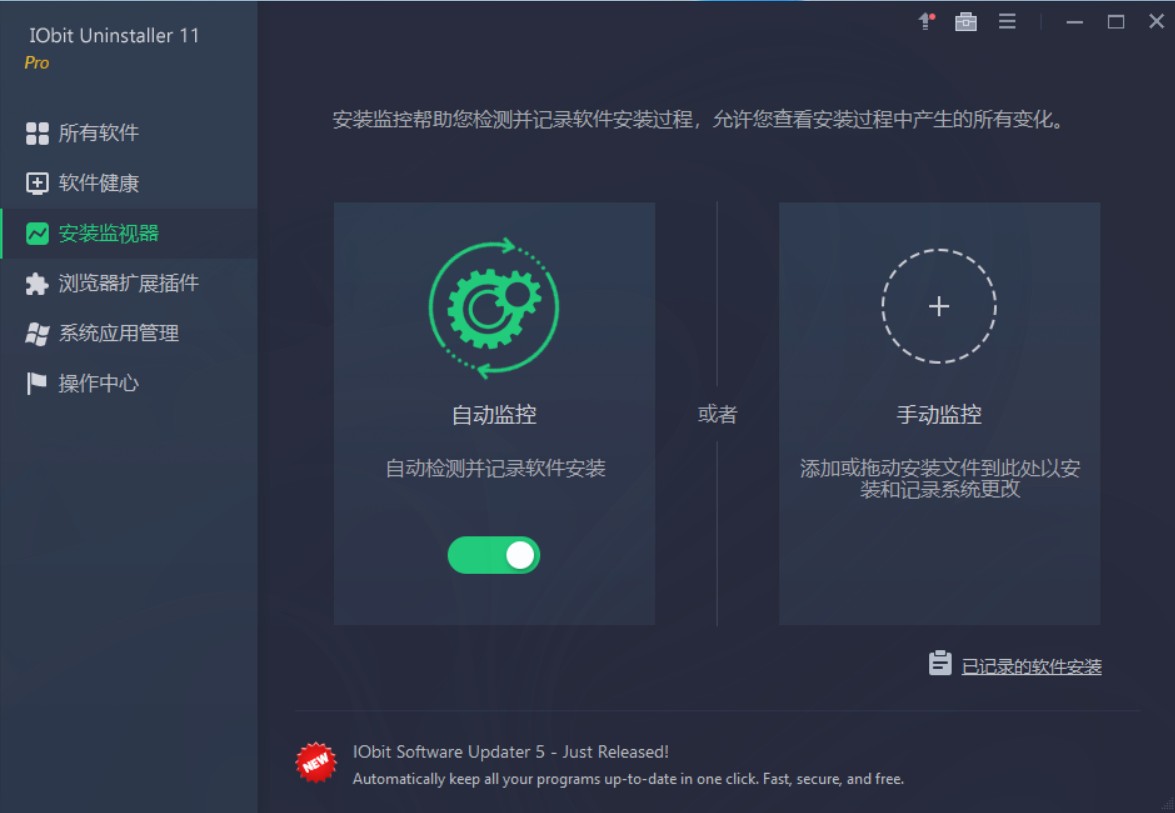 IObit Uninstaller 11
Pro
所有软件
软件健康
安装监视器
浏览器扩展插件
系统应用管理
操作中心
安装监控帮助您检测并记录软件安装过程，允许您查看安装过程中产生的所有变化。
自动监控
自动检测并记录软件安装
或者
手动监控
添加或拖动安装文件到此处以安
装和记录系统更改
已记录的软件安装
NEW
IObit Software Updater 5 - Just Released!
Automatically keep all your programs up-to-date in one click. Fast, secure, and free.